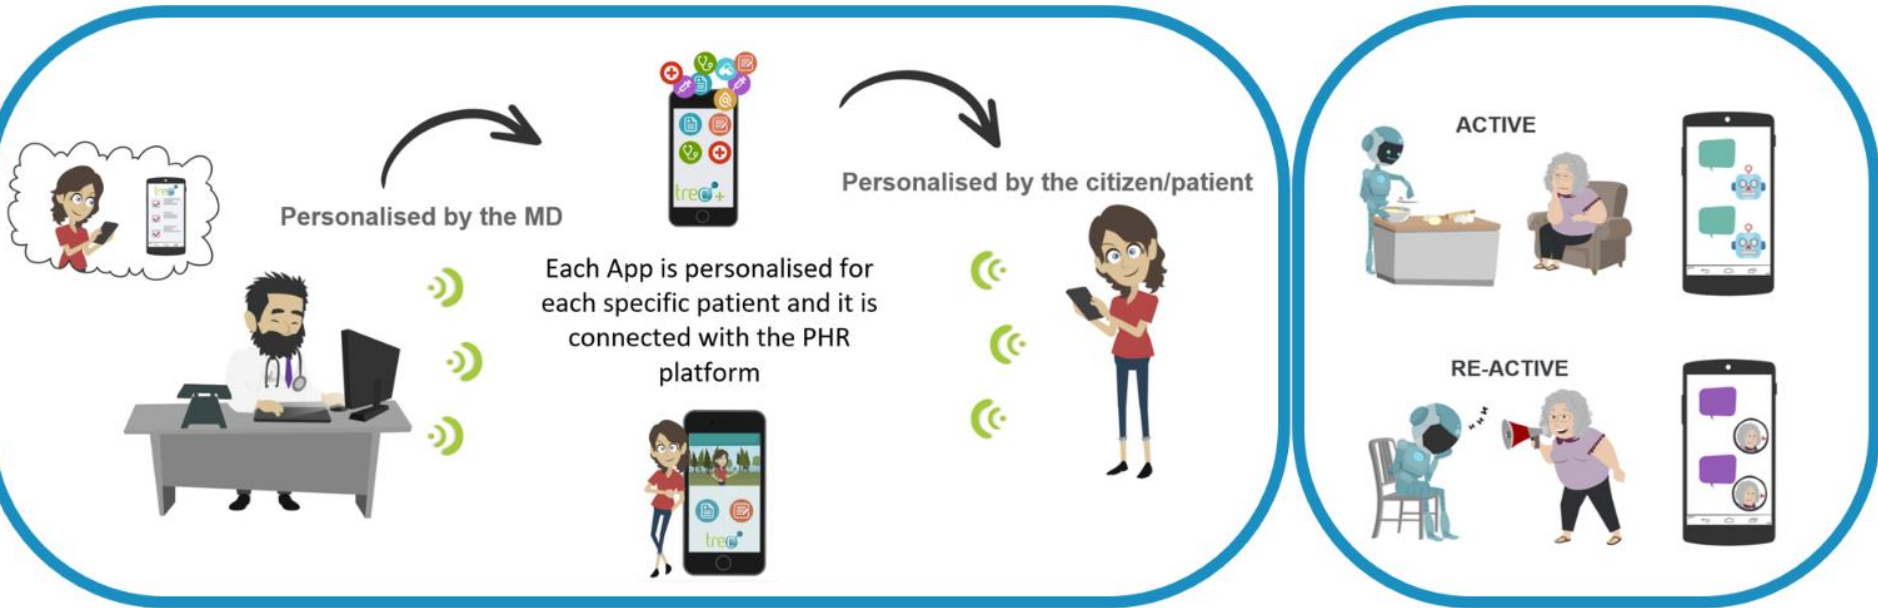 Personalised by the MD
trec
trec+
Each App is personalised for
each specific patient and it is
connected with the PHR
platform
trec
Personalised by the citizen/patient
ACTIVE
RE-ACTIVE